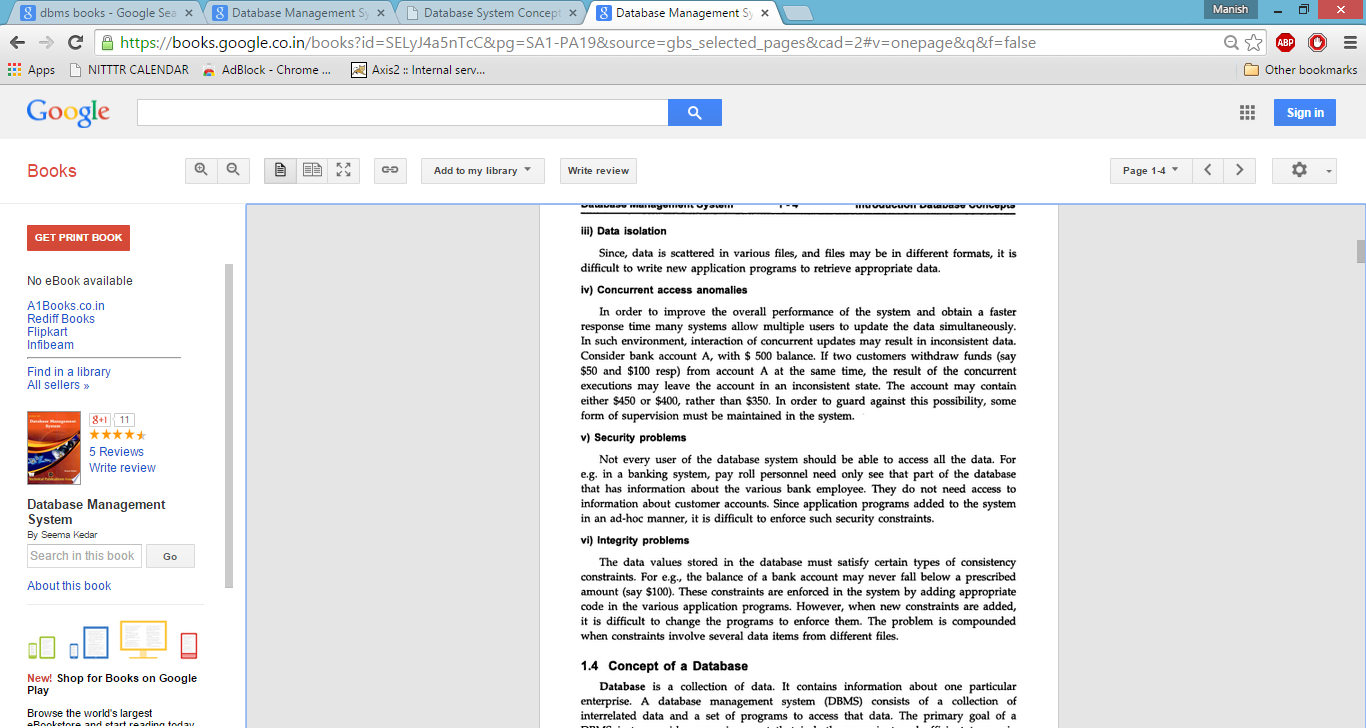 dbms books - Google Sea
Database Management Sy
Database System Concept
Database Management Sy
Manish
https://books.google.co.in/books?id=SELyJ4a5nTcC&pg=SA1-PA19&source=gbs_selected_pages&cad=2#v=onepage&q&f=false
ABP
Apps
NITTTR CALENDAR
AdBlock - Chrome ...
Axis2 :: Internal serv...
Other bookmarks
Google
Sign in
Books
Add to my library
Write review
Page 1-4
GET PRINT BOOK
No eBook available
A1Books.co.in
Rediff Books
Flipkart
Infibeam
Find in a library
All sellers »
g+1 11
5 Reviews
Write review
Database Management
System
By Seema Kedar
Search in this book
Go
About this book
New! Shop for Books on Google
Play
Browse the world's largest
eBookstore and start reading today
Database Management System 1 - 4 Introduction Database Concepts
iii) Data isolation
Since, data is scattered in various files, and files may be in different formats, it is
difficult to write new application programs to retrieve appropriate data.
iv) Concurrent access anomalies
In order to improve the overall performance of the system and obtain a faster
response time many systems allow multiple users to update the data simultaneously.
In such environment, interaction of concurrent updates may result in inconsistent data.
Consider bank account A, with $ 500 balance. If two customers withdraw funds (say
$50 and $100 resp) from account A at the same time, the result of the concurrent
executions may leave the account in an inconsistent state. The account may contain
either $450 or $400, rather than $350. In order to guard against this possibility, some
form of supervision must be maintained in the system.
v) Security problems
Not every user of the database system should be able to access all the data. For
e.g. in a banking system, pay roll personnel need only see that part of the database
that has information about the various bank employee. They do not need access to
information about customer accounts. Since application programs added to the system
in an ad-hoc manner, it is difficult to enforce such security constraints.
vi) Integrity problems
The data values stored in the database must satisfy certain types of consistency
constraints. For e.g., the balance of a bank account may never fall below a prescribed
amount (say $100). These constraints are enforced in the system by adding appropriate
code in the various application programs. However, when new constraints are added,
it is difficult to change the programs to enforce them. The problem is compounded
when constraints involve several data items from different files.
1.4 Concept of a Database
Database is a collection of data. It contains information about one particular
enterprise. A database management system (DBMS) consists of a collection of
interrelated data and a set of programs to access that data. The primary goal of a